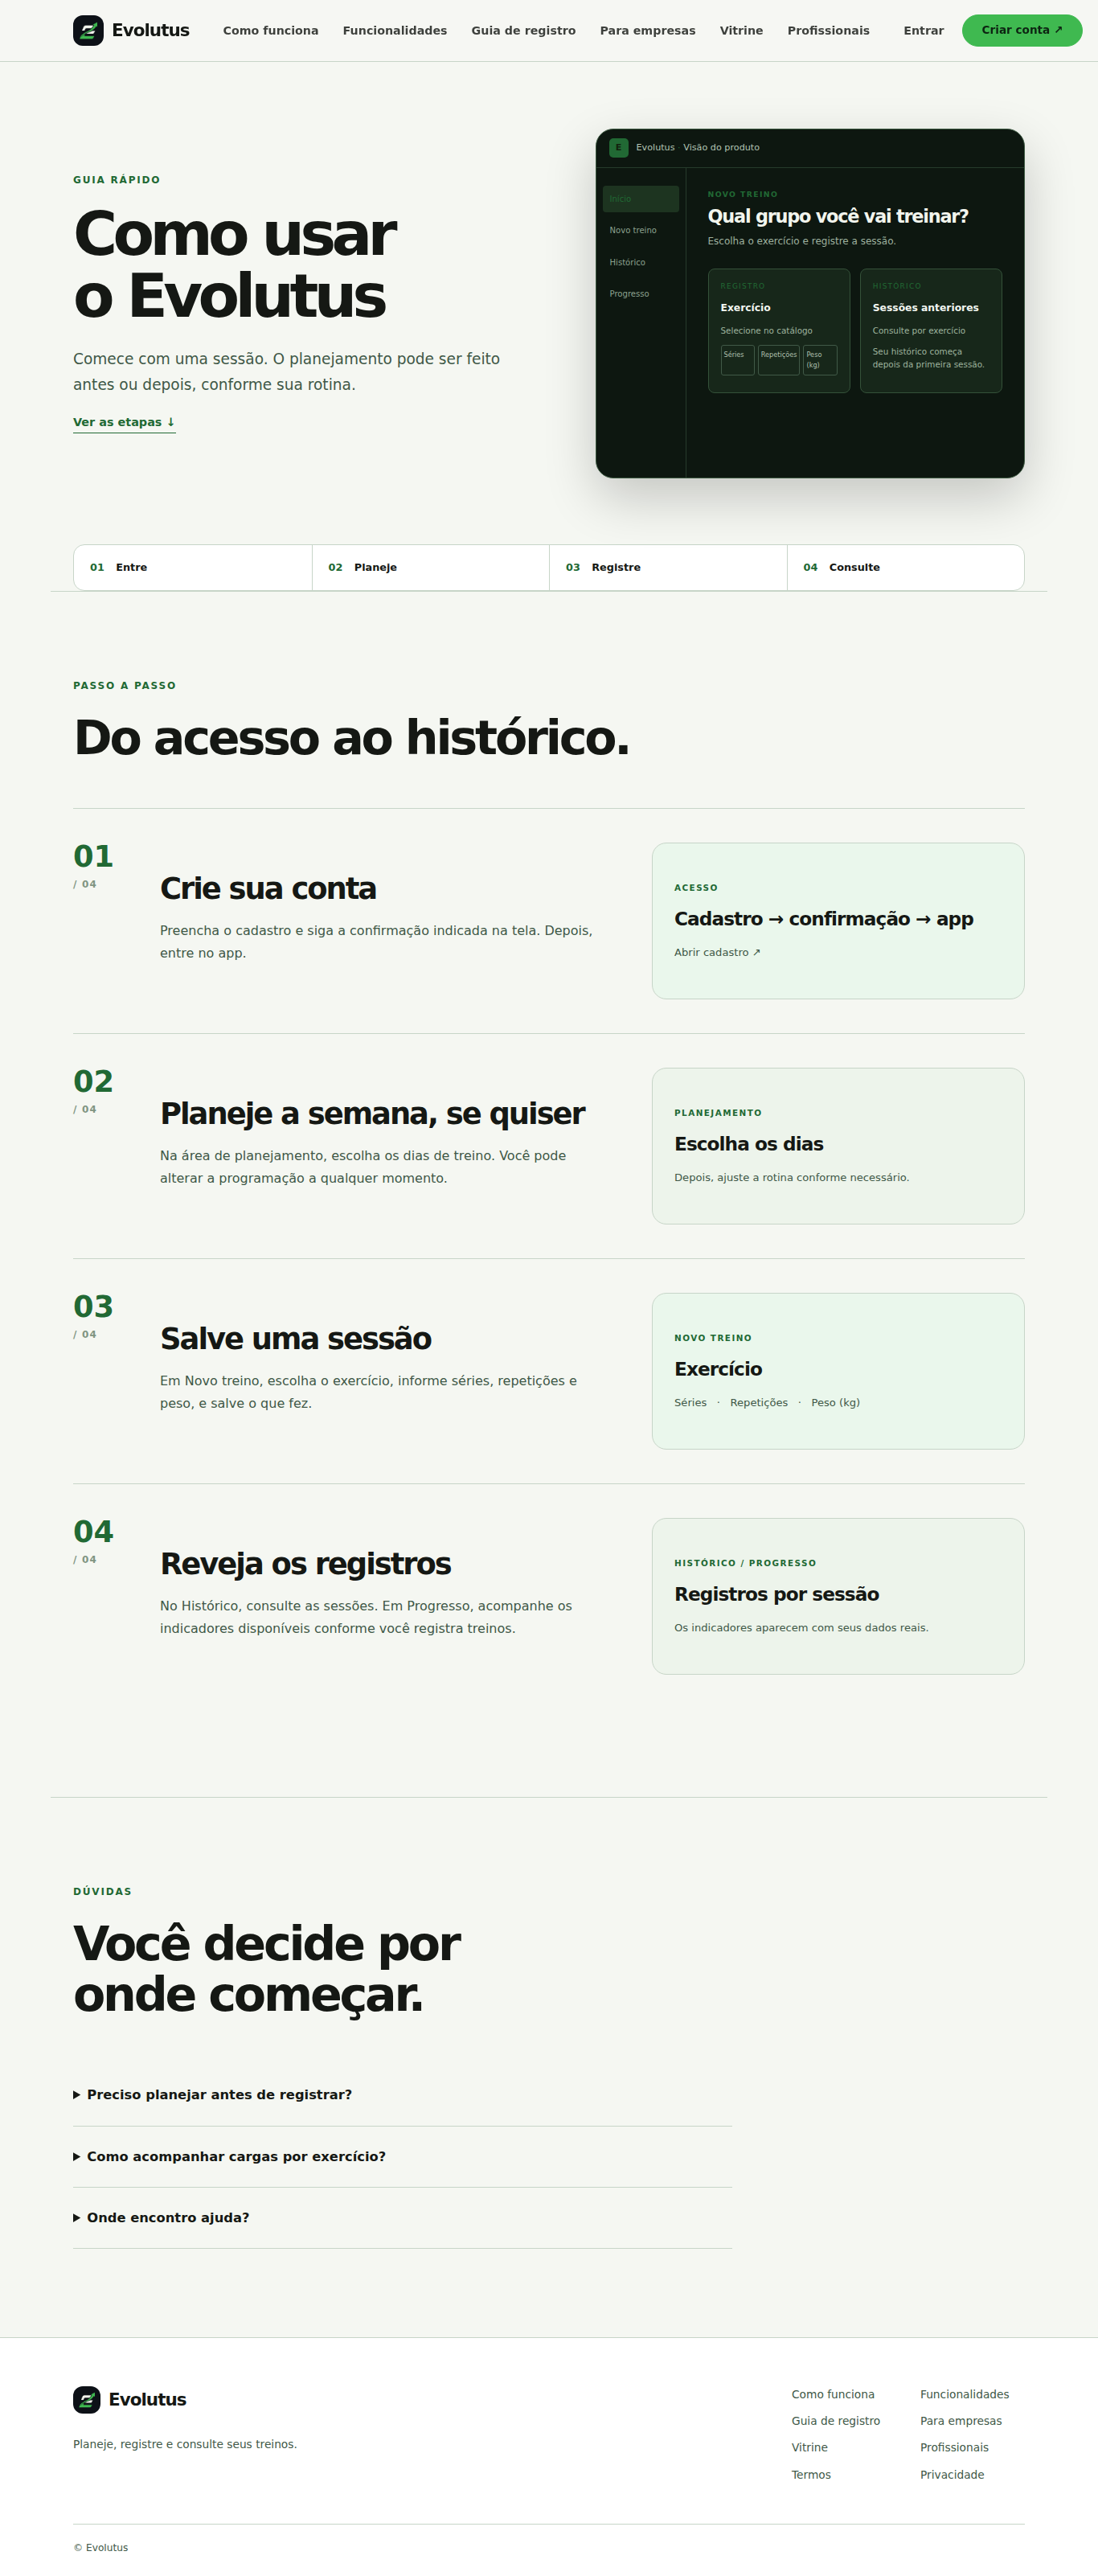 Evolutus
Como funciona
Funcionalidades
Guia de registro
Para empresas
Vitrine
Profissionais
Entrar
Criar conta ↗
GUIA RÁPIDO
Como usar
o Evolutus
Comece com uma sessão. O planejamento pode ser feito
antes ou depois, conforme sua rotina.
Ver as etapas ↓
E
Evolutus · Visão do produto
Início
Novo treino
Histórico
Progresso
NOVO TREINO
Qual grupo você vai treinar?
Escolha o exercício e registre a sessão.
REGISTRO
Exercício
Selecione no catálogo
Séries
Repetições
Peso
(kg)
HISTÓRICO
Sessões anteriores
Consulte por exercício
Seu histórico começa
depois da primeira sessão.
01 Entre
02 Planeje
03 Registre
04 Consulte
PASSO A PASSO
Do acesso ao histórico.
01
/ 04
Crie sua conta
Preencha o cadastro e siga a confirmação indicada na tela. Depois,
entre no app.
ACESSO
Cadastro → confirmação → app
Abrir cadastro ↗
02
/ 04
Planeje a semana, se quiser
Na área de planejamento, escolha os dias de treino. Você pode
alterar a programação a qualquer momento.
PLANEJAMENTO
Escolha os dias
Depois, ajuste a rotina conforme necessário.
03
/ 04
Salve uma sessão
Em Novo treino, escolha o exercício, informe séries, repetições e
peso, e salve o que fez.
NOVO TREINO
Exercício
Séries · Repetições · Peso (kg)
04
/ 04
Reveja os registros
No Histórico, consulte as sessões. Em Progresso, acompanhe os
indicadores disponíveis conforme você registra treinos.
HISTÓRICO / PROGRESSO
Registros por sessão
Os indicadores aparecem com seus dados reais.
DÚVIDAS
Você decide por
onde começar.
Preciso planejar antes de registrar?
Como acompanhar cargas por exercício?
Onde encontro ajuda?
Evolutus
Planeje, registre e consulte seus treinos.
Como funciona
Funcionalidades
Guia de registro
Para empresas
Vitrine
Profissionais
Termos
Privacidade
© Evolutus